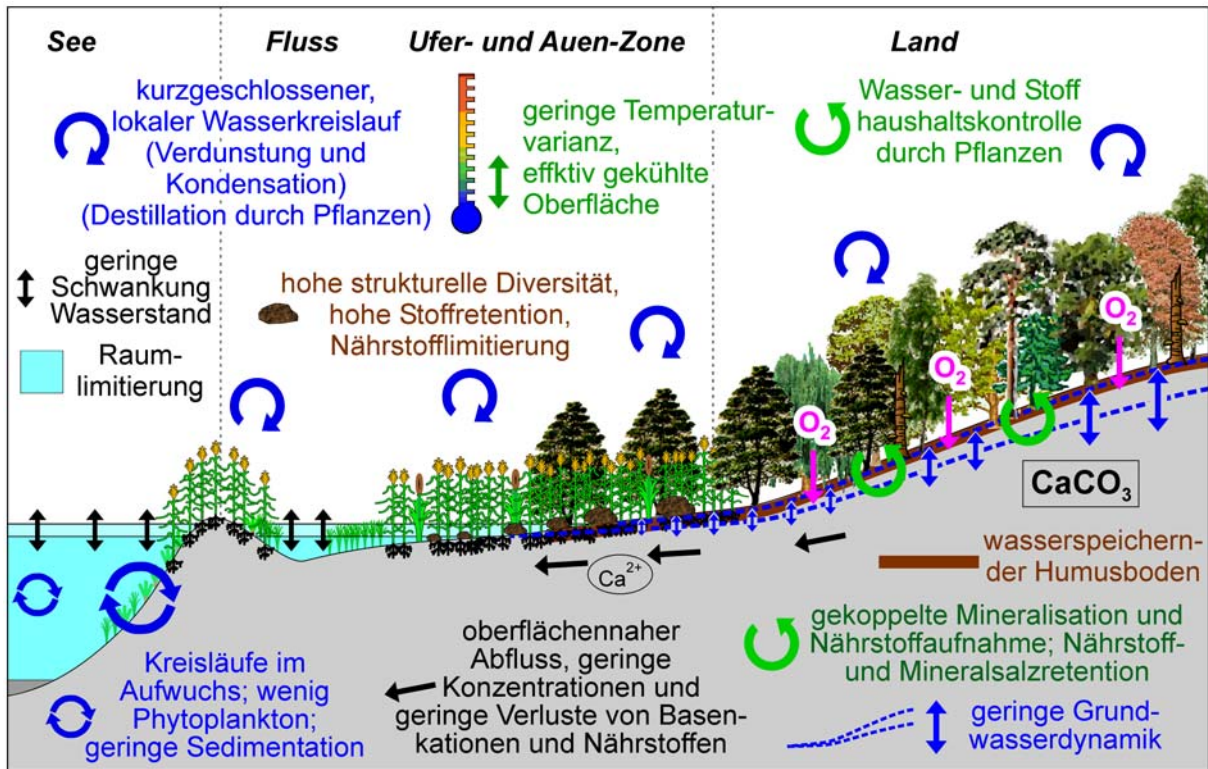 See
Fluss
Ufer- und Auen-Zone
Land
kurzgeschlossener,
lokaler Wasserkreislauf
(Verdunstung und
Kondensation)
(Destillation durch Pflanzen)
geringe Temperatur-
varianz,
effktiv gekühlte
Oberfläche
Wasser- und Stoff
haushaltskontrolle
durch Pflanzen
geringe
Schwankung
Wasserstand
Raum-
limitierung
hohe strukturelle Diversität,
hohe Stoffretention,
Nährstofflimitierung
O2
O2
O2
CaCO3
Ca2+
wasserspeichern-
der Humusboden
gekoppelte Mineralisation und
Nährstoffaufnahme; Nährstoff-
und Mineralsalzretention
geringe Grund-
wasserdynamik
oberflächennaher
Abfluss, geringe
Konzentrationen und
geringe Verluste von Basen-
kationen und Nährstoffen
Kreisläufe im
Aufwuchs; wenig
Phytoplankton;
geringe Sedimentation